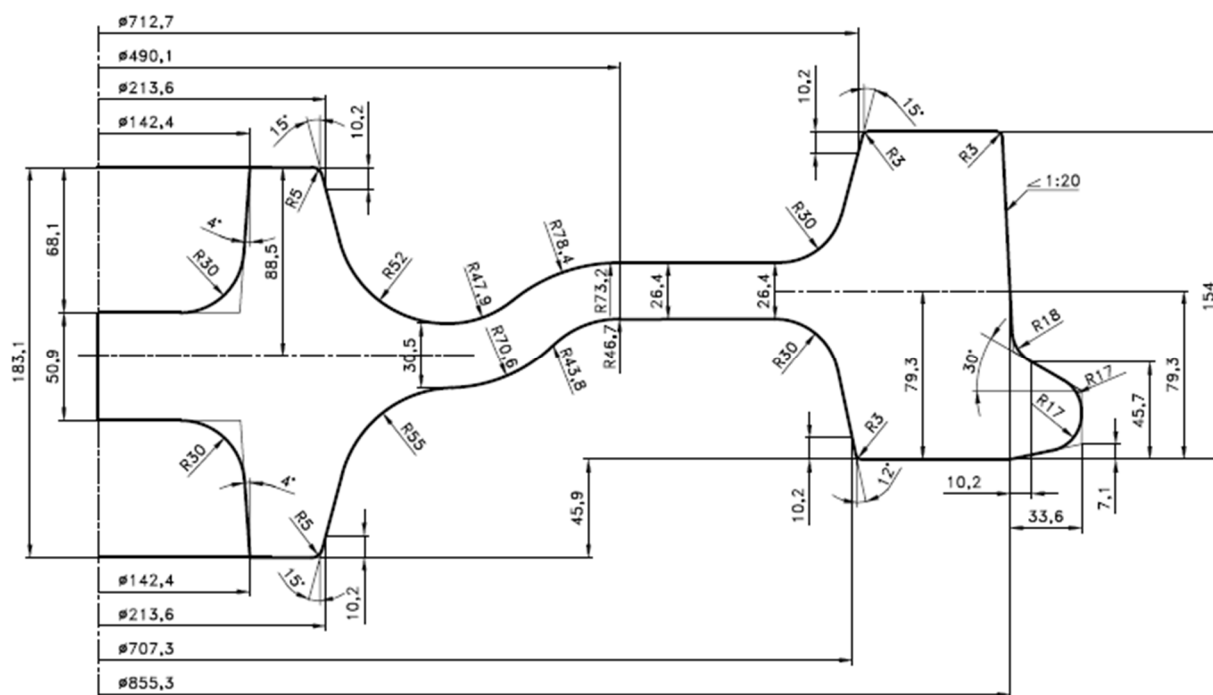 ø712,7
ø490,1
ø213,6
ø142,4
15°
10,2
10,2
15°
R3
R3
∠ 1:20
R5
4°
88,5
68,1
R30
R52
R47,9
R78,4
R73,2
26,4
26,4
R30
154
183,1
50,9
30,5
R70,6
R43,8
R46,7
R30
79,3
30°
R18
R17
R17
45,7
79,3
R30
4°
R55
R5
45,9
10,2
R3
12°
10,2
33,6
7,1
15°
10,2
ø142,4
ø213,6
ø707,3
ø855,3